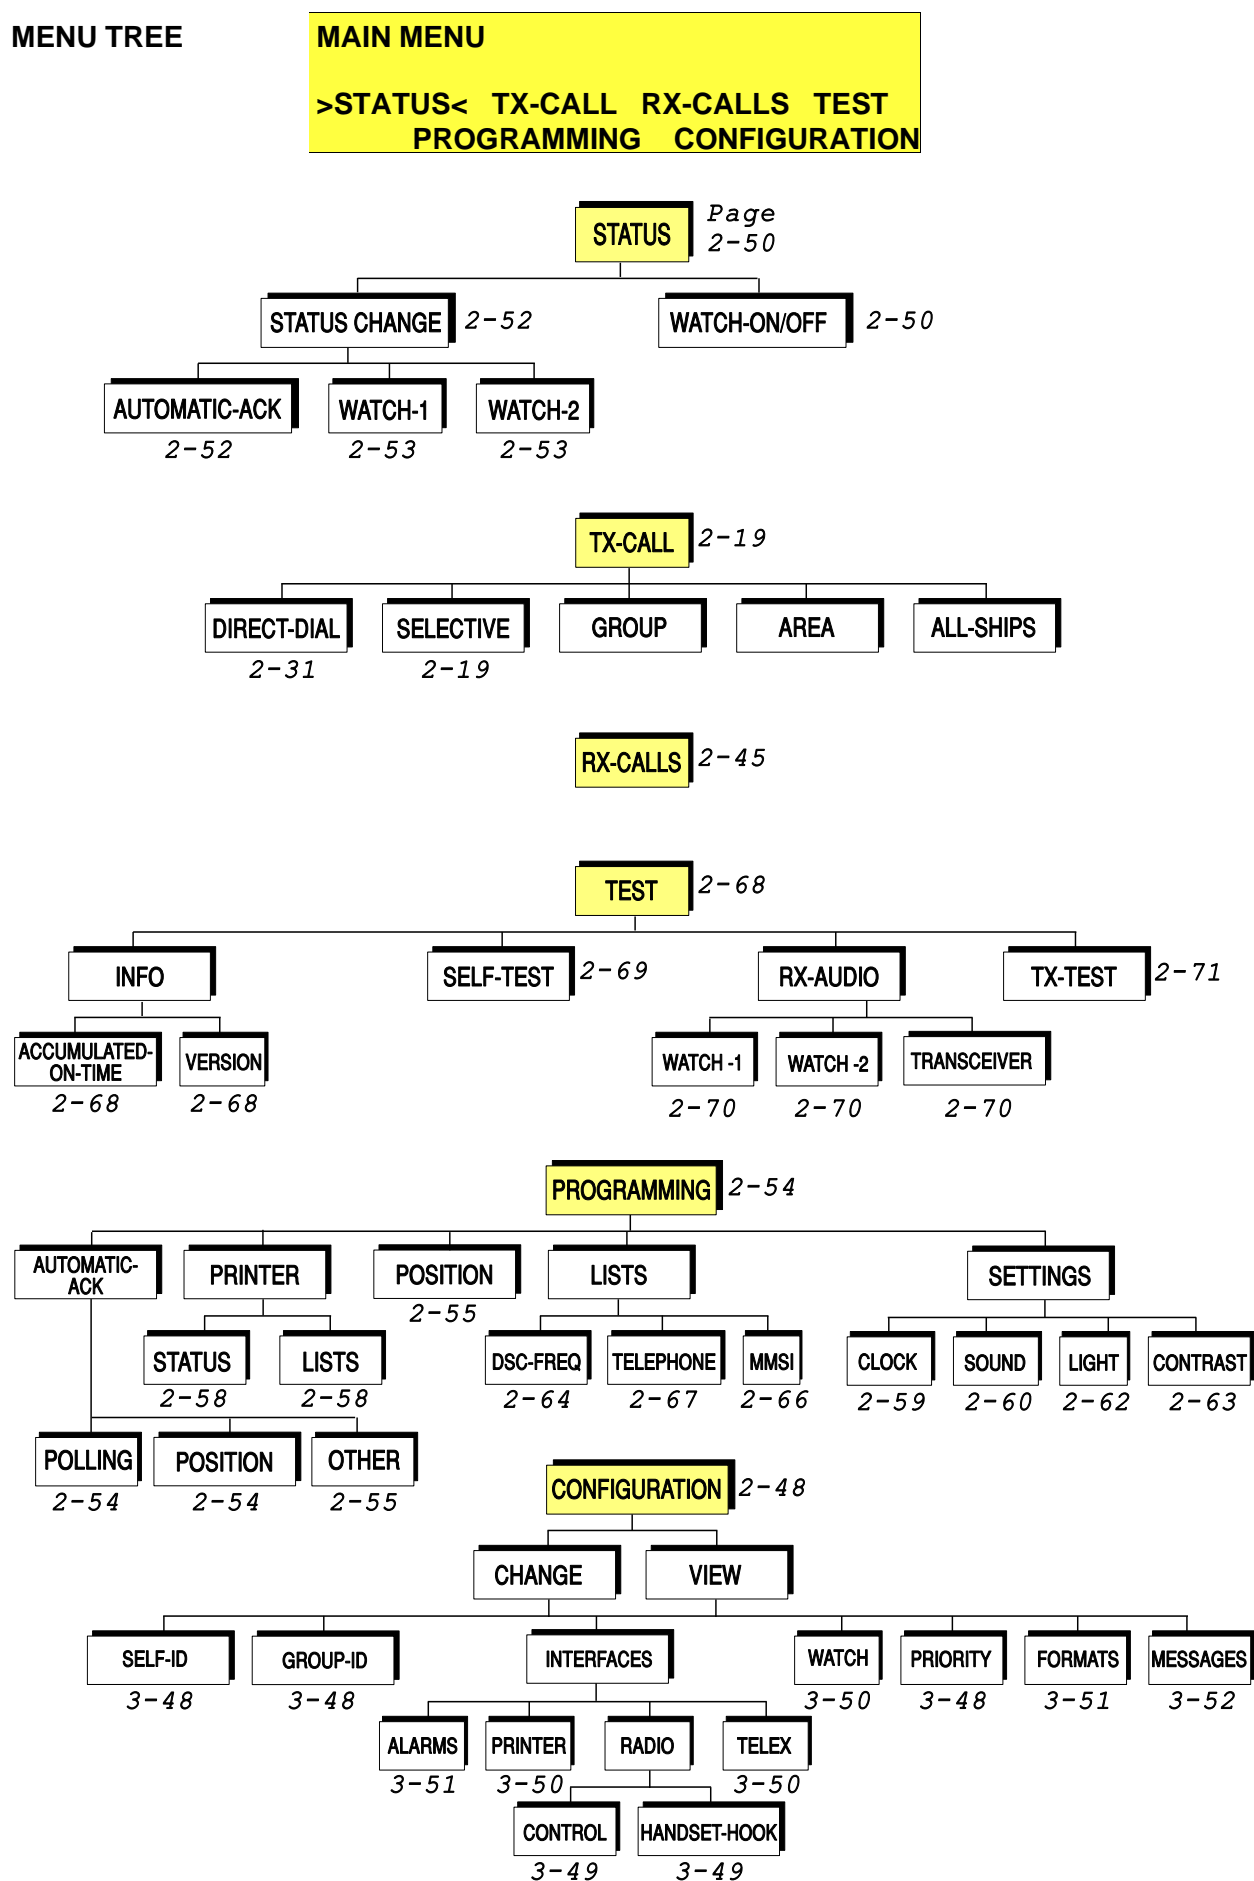 MENU TREE
MAIN MENU
>STATUS< TX-CALL RX-CALLS TEST
PROGRAMMING CONFIGURATION
STATUS
Page
2-50
STATUS CHANGE 2-52
WATCH-ON/OFF 2-50
AUTOMATIC-ACK
WATCH-1
WATCH-2
2-52
2-53
2-53
TX-CALL 2-19
DIRECT-DIAL
SELECTIVE
GROUP
AREA
ALL-SHIPS
2-31
2-19
RX-CALLS 2-45
TEST 2-68
INFO
SELF-TEST 2-69
RX-AUDIO
TX-TEST 2-71
ACCUMULATED-
ON-TIME
VERSION
WATCH -1
WATCH -2
TRANSCEIVER
2-68
2-68
2-70
2-70
2-70
PROGRAMMING 2-54
AUTOMATIC-
ACK
PRINTER
POSITION
LISTS
SETTINGS
2-55
STATUS
LISTS
DSC-FREQ
TELEPHONE
MMSI
CLOCK
SOUND
LIGHT
CONTRAST
2-58
2-58
2-64
2-67
2-66
2-59
2-60
2-62
2-63
POLLING
POSITION
OTHER
2-54
2-54
2-55
CONFIGURATION 2-48
CHANGE
VIEW
SELF-ID
GROUP-ID
INTERFACES
WATCH
PRIORITY
FORMATS
MESSAGES
3-48
3-48
3-50
3-48
3-51
3-52
ALARMS
PRINTER
RADIO
TELEX
3-51
3-50
3-50
CONTROL
HANDSET-HOOK
3-49
3-49